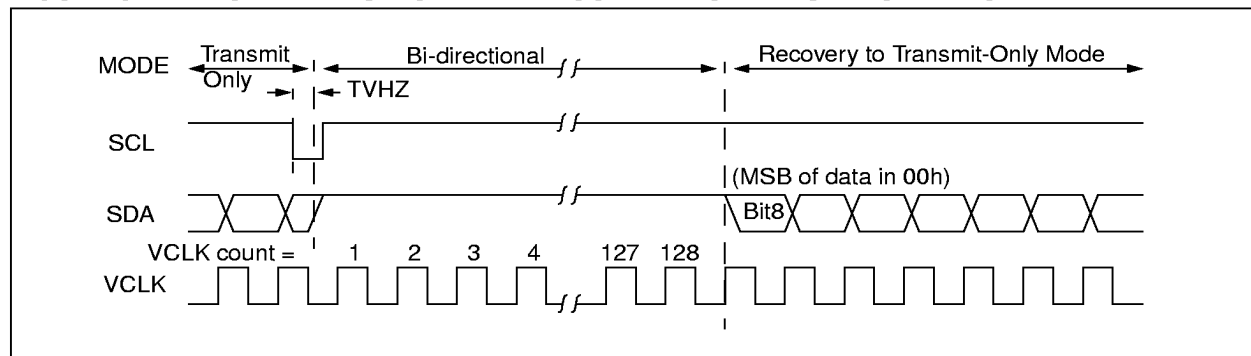 MODE Transmit Only Bi-directional Recovery to Transmit-Only Mode
TVHZ
SCL
(MSB of data in 00h)
SDA Bit8
VCLK count = 1 2 3 4 127 128
VCLK